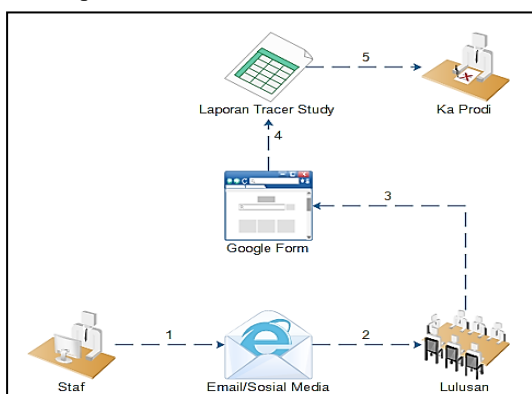 5
Laporan Tracer Study
Ka Prodi
4
3
Google Form
1
2
Staf
Email/Sosial Media
Lulusan